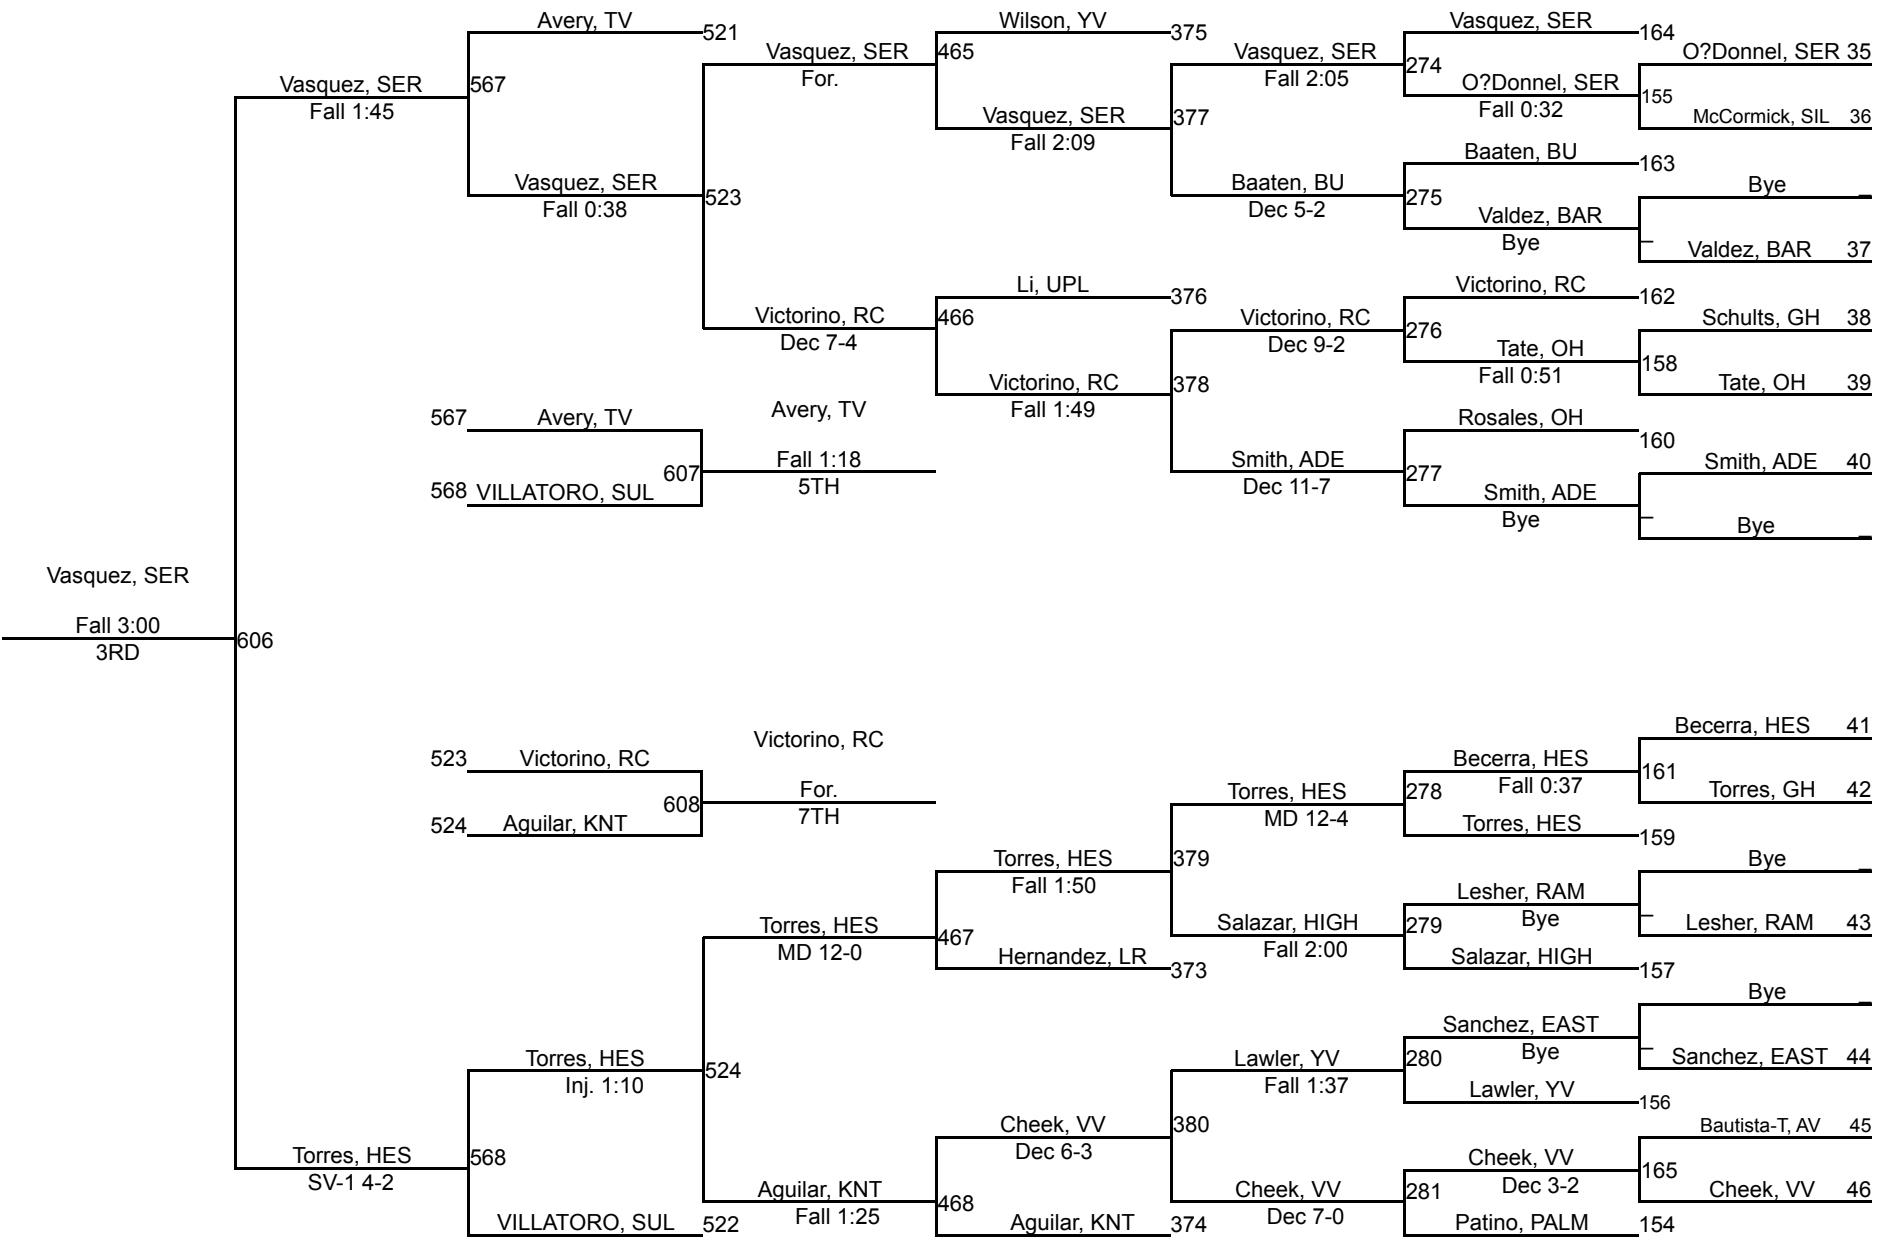 Avery, TV
521
Wilson, YV
375
Vasquez, SER
164
Vasquez, SER
For.
465
Vasquez, SER
Fall 2:05
274
O?Donnel, SER 35
Vasquez, SER
Fall 1:45
567
O?Donnel, SER
Fall 0:32
155
Vasquez, SER
Fall 2:09
377
McCormick, SIL 36
Baaten, BU
163
Vasquez, SER
Fall 0:38
523
Baaten, BU
Dec 5-2
275
Bye _
Valdez, BAR
Bye
_
Valdez, BAR 37
Li, UPL
376
Victorino, RC
162
Victorino, RC
Dec 7-4
466
Victorino, RC
Dec 9-2
276
Schults, GH 38
Tate, OH
Fall 0:51
158
Victorino, RC
Fall 1:49
378
Tate, OH 39
567 Avery, TV
Avery, TV
Rosales, OH
160
607
Fall 1:18
5TH
Smith, ADE
Dec 11-7
277
Smith, ADE 40
568 VILLATORO, SUL
Smith, ADE
Bye
_
Bye _
Vasquez, SER
Fall 3:00
3RD
606
Becerra, HES 41
523 Victorino, RC
Victorino, RC
Becerra, HES
Fall 0:37
161
608
For.
7TH
Torres, HES
MD 12-4
278
Torres, GH 42
524 Aguilar, KNT
Torres, HES
159
Torres, HES
Fall 1:50
379
Bye _
Lesher, RAM
Bye
_
Torres, HES
MD 12-0
467
Salazar, HIGH
Fall 2:00
279
Lesher, RAM 43
Hernandez, LR
373
Salazar, HIGH
157
Bye _
Sanchez, EAST
Bye
_
Torres, HES
Inj. 1:10
524
Lawler, YV
Fall 1:37
280
Sanchez, EAST 44
Lawler, YV
156
Cheek, VV
Dec 6-3
380
Bautista-T, AV 45
Torres, HES
SV-1 4-2
568
Cheek, VV
Dec 3-2
165
Aguilar, KNT
Fall 1:25
468
Cheek, VV
Dec 7-0
281
Cheek, VV 46
VILLATORO, SUL
522
Aguilar, KNT
374
Patino, PALM
154